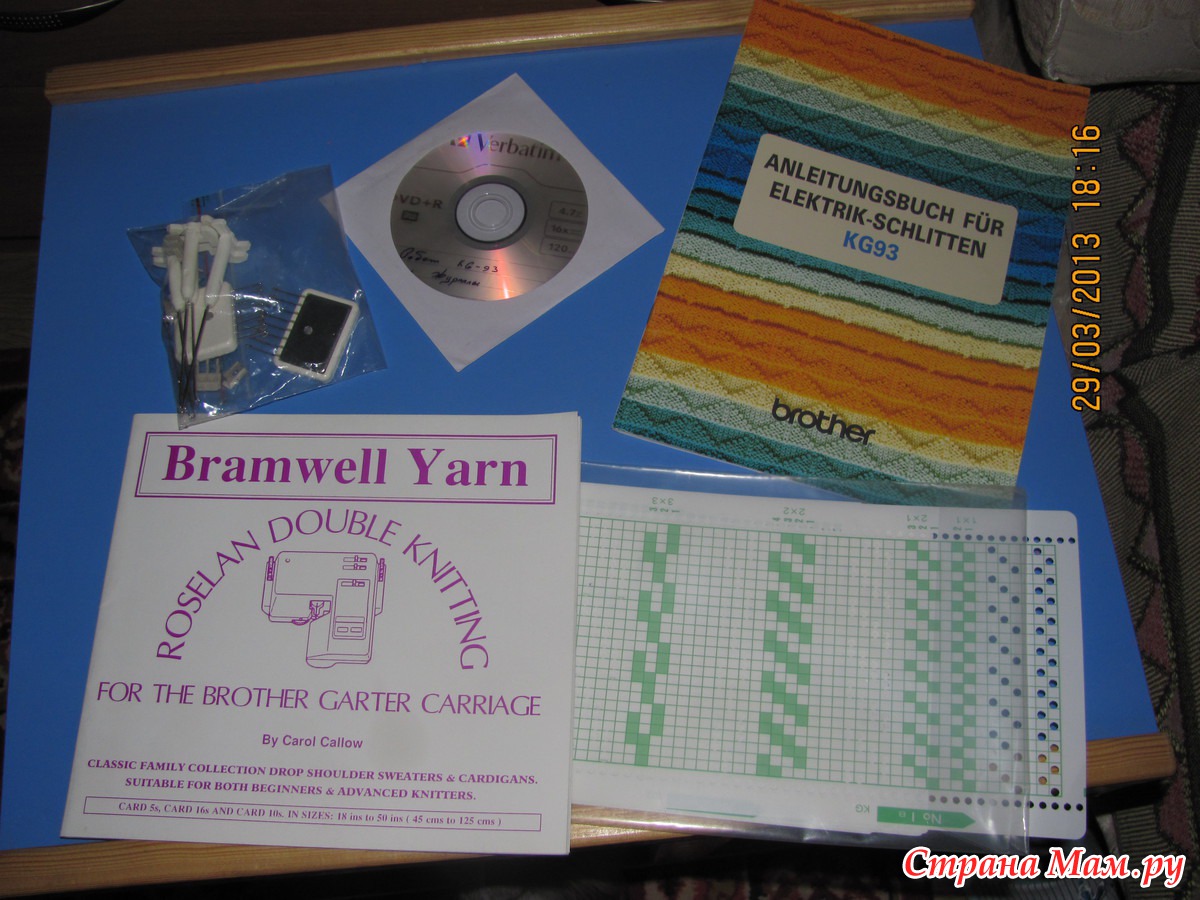 Verbatim
VD+R
4.7
16x
120
KG-93
Журналы
ANLEITUNGSBUCH FÜR
ELEKTRIK-SCHLITTEN
KG93
brother
29/03/2013 18:16
Bramwell Yarn
ROSELAN DOUBLE KNITTING
FOR THE BROTHER GARTER CARRIAGE
By Carol Callow
CLASSIC FAMILY COLLECTION DROP SHOULDER SWEATERS & CARDIGANS.
SUITABLE FOR BOTH BEGINNERS & ADVANCED KNITTERS.
CARD 5s, CARD 16s AND CARD 10s. IN SIZES: 18 ins to 50 ins ( 45 cms to 125 cms )
3×3
2×2
2×1
1×1
KG
No 1
Страна Мам.ру